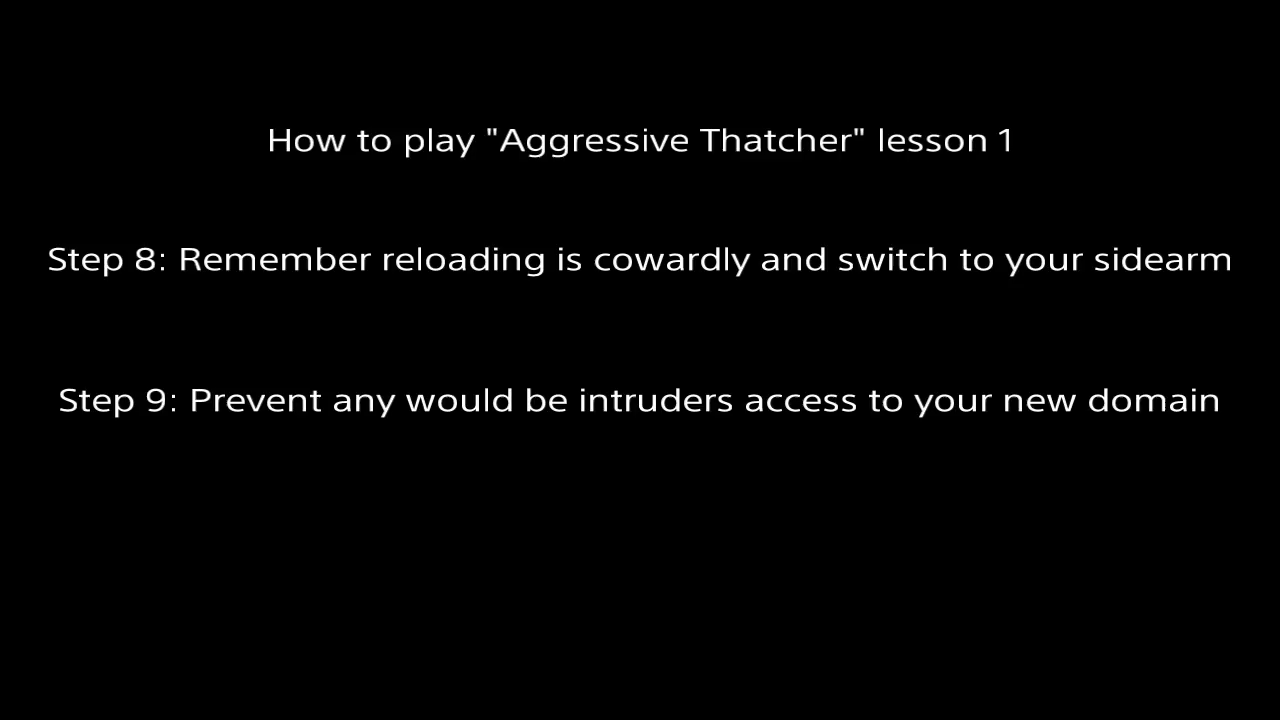 How to play "Aggressive Thatcher" lesson 1
Step 8: Remember reloading is cowardly and switch to your sidearm
Step 9: Prevent any would be intruders access to your new domain